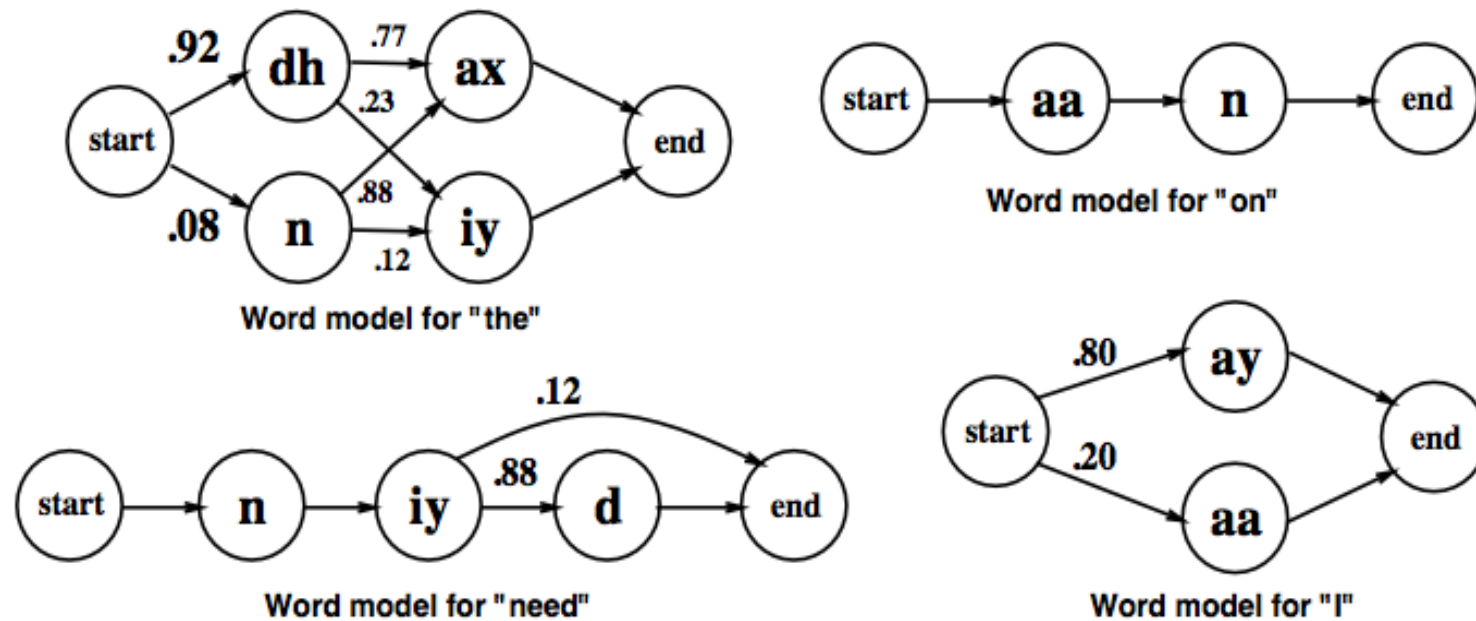 .92
dh
.77
ax
.23
start
end
.08
n
.88
iy
.12
Word model for "the"
start
aa
n
end
Word model for "on"
.12
start
n
iy
.88
d
end
Word model for "need"
.80
ay
start
end
.20
aa
Word model for "I"